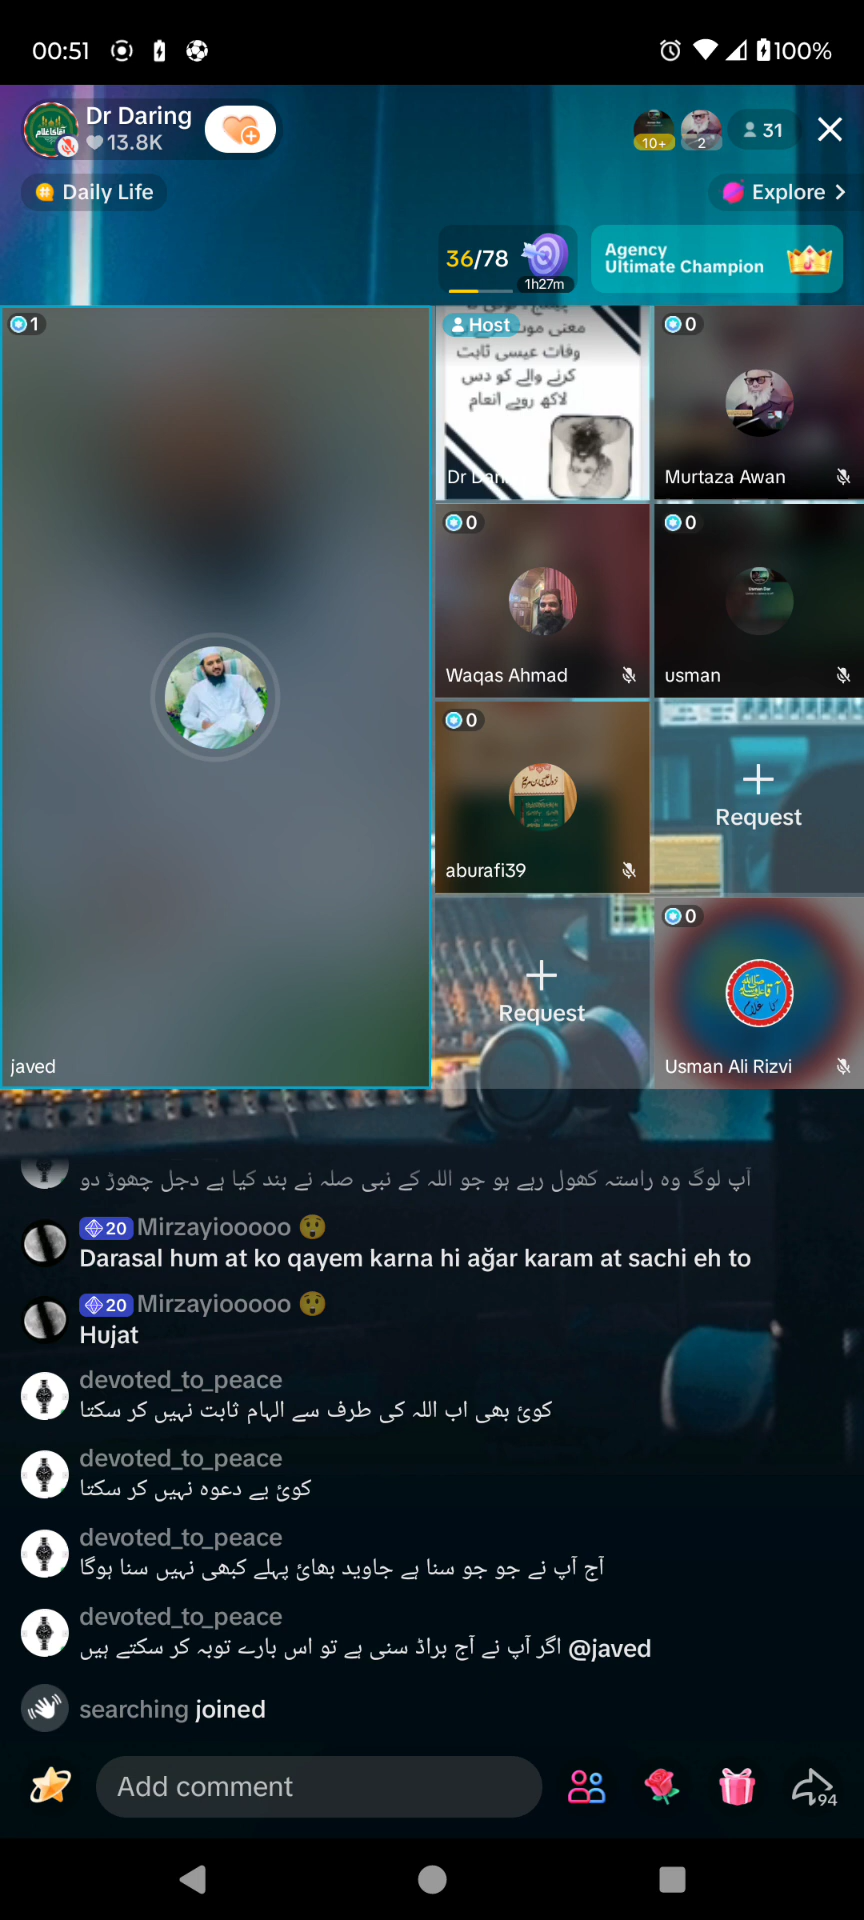 00:51
100%
Dr Daring
13.8K
10+
2
31
Daily Life
Explore
36/78
1h27m
Agency
Ultimate Champion
1
Host
معنی موت
وفات عیسی ثابت
کرنے والے کو دس
لاکھ روپے انعام
Dr Dari
0
Murtaza Awan
0
Waqas Ahmad
0
usman
0
aburafi39
Request
Request
0
Usman Ali Rizvi
javed
آپ لوگ وہ راستہ کھول رہے ہو جو اللہ کے نبی صلہ نے بند کیا ہے دجل چھوڑ دو
20 Mirzayiooooo 😲
Darasal hum at ko qayem karna hi ağar karam at sachi eh to
20 Mirzayiooooo 😲
Hujat
devoted_to_peace
کوئ بھی اب اللہ کی طرف سے الہام ثابت نہیں کر سکتا
devoted_to_peace
کوئ بے دعوہ نہیں کر سکتا
devoted_to_peace
آج آپ نے جو جو سنا ہے جاوید بھائ پہلے کبھی نہیں سنا ہوگا
devoted_to_peace
@javed اگر آپ نے آج براڈ سنی ہے تو اس بارے توبہ کر سکتے ہیں
searching joined
Add comment
94